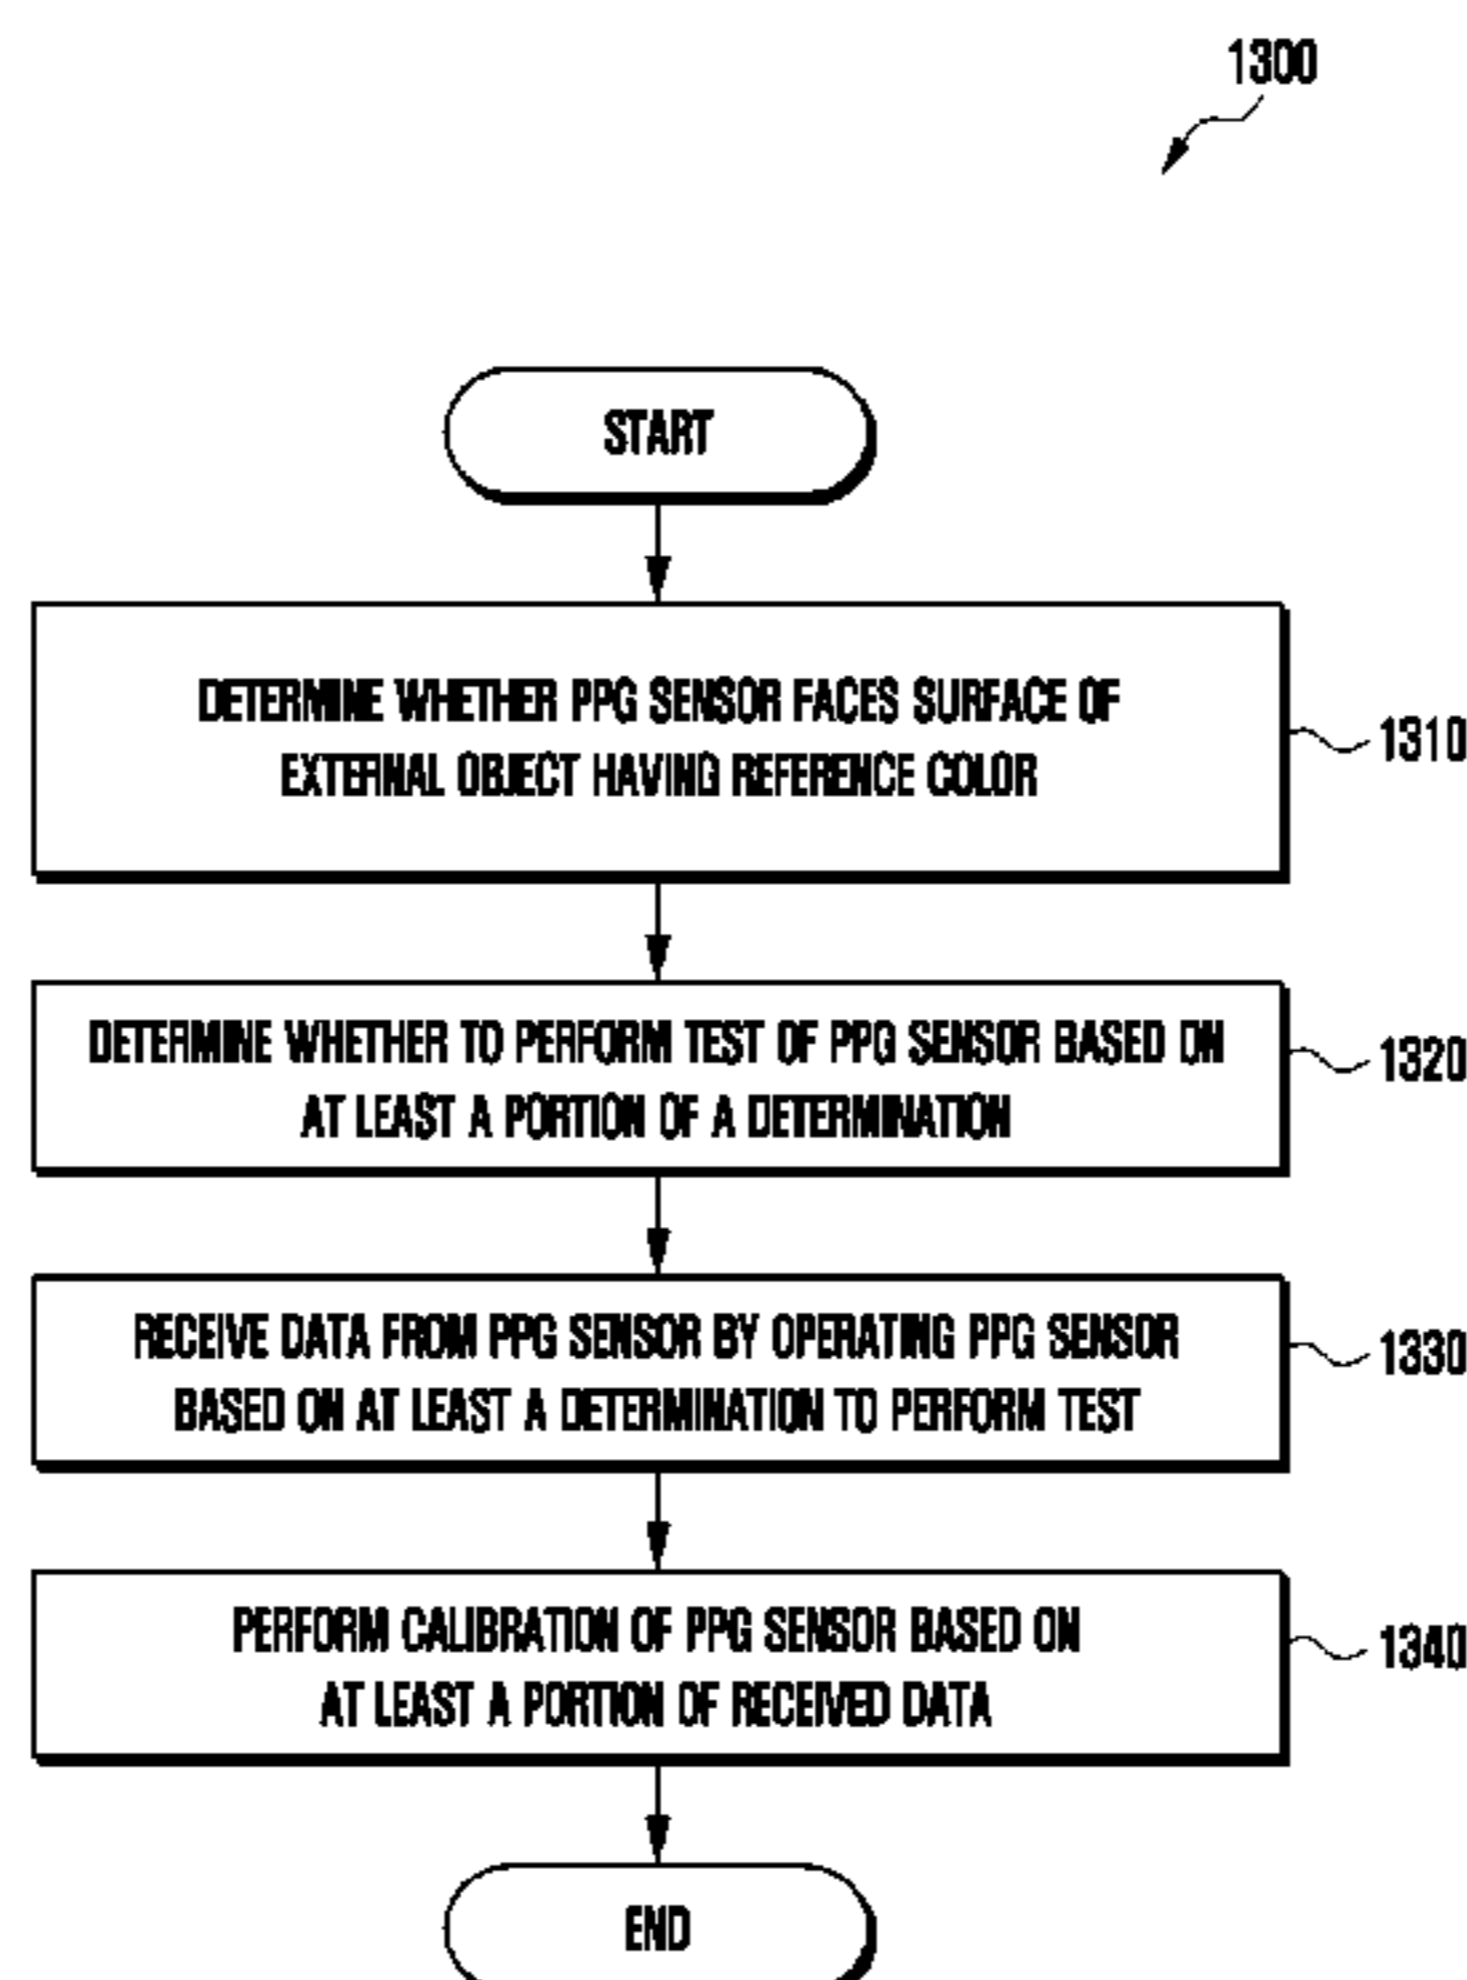 1300
START
DETERMINE WHETHER PPG SENSOR FACES SURFACE OF
EXTERNAL OBJECT HAVING REFERENCE COLOR
1310
DETERMINE WHETHER TO PERFORM TEST OF PPG SENSOR BASED ON
AT LEAST A PORTION OF A DETERMINATION
1320
RECEIVE DATA FROM PPG SENSOR BY OPERATING PPG SENSOR
BASED ON AT LEAST A DETERMINATION TO PERFORM TEST
1330
PERFORM CALIBRATION OF PPG SENSOR BASED ON
AT LEAST A PORTION OF RECEIVED DATA
1340
END